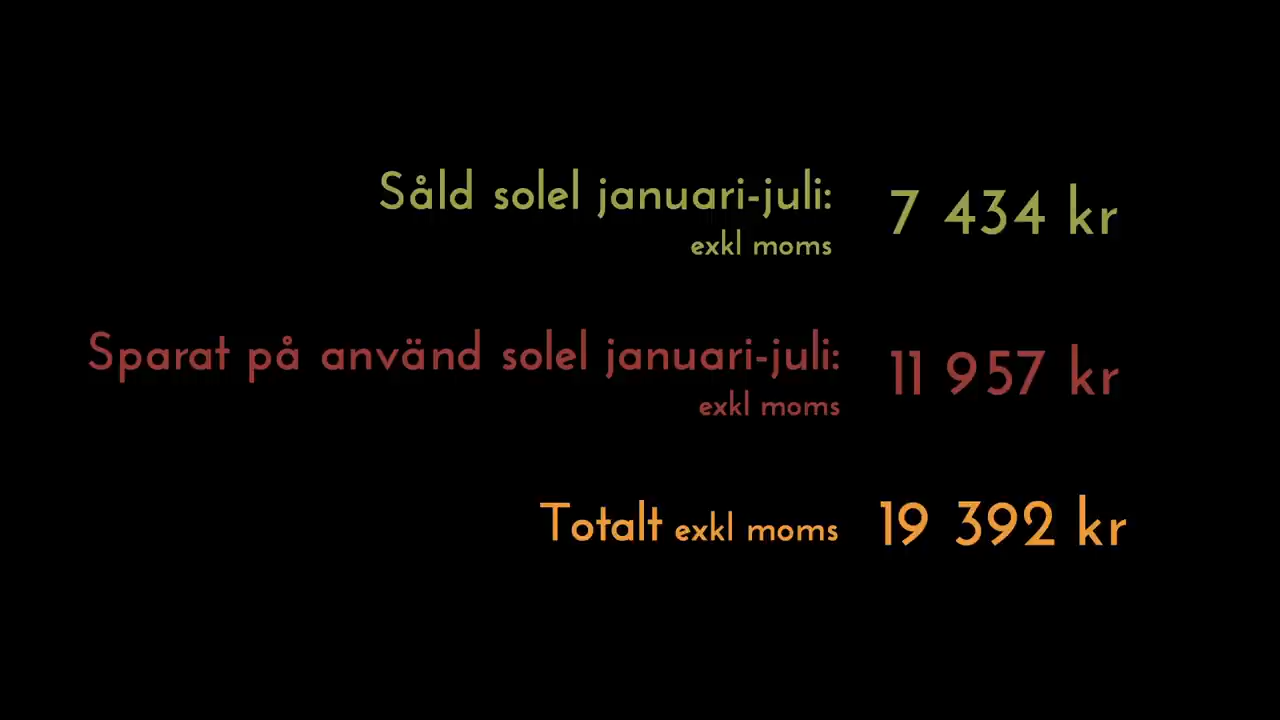 Såld solel januari-juli: 7 434 kr
exkl moms
Sparat på använd solel januari-juli: 11 957 kr
exkl moms
Totalt exkl moms 19 392 kr